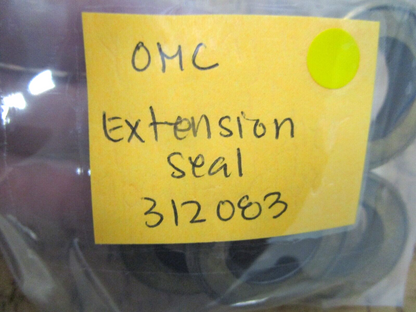 OMC
Extension
seal
312083